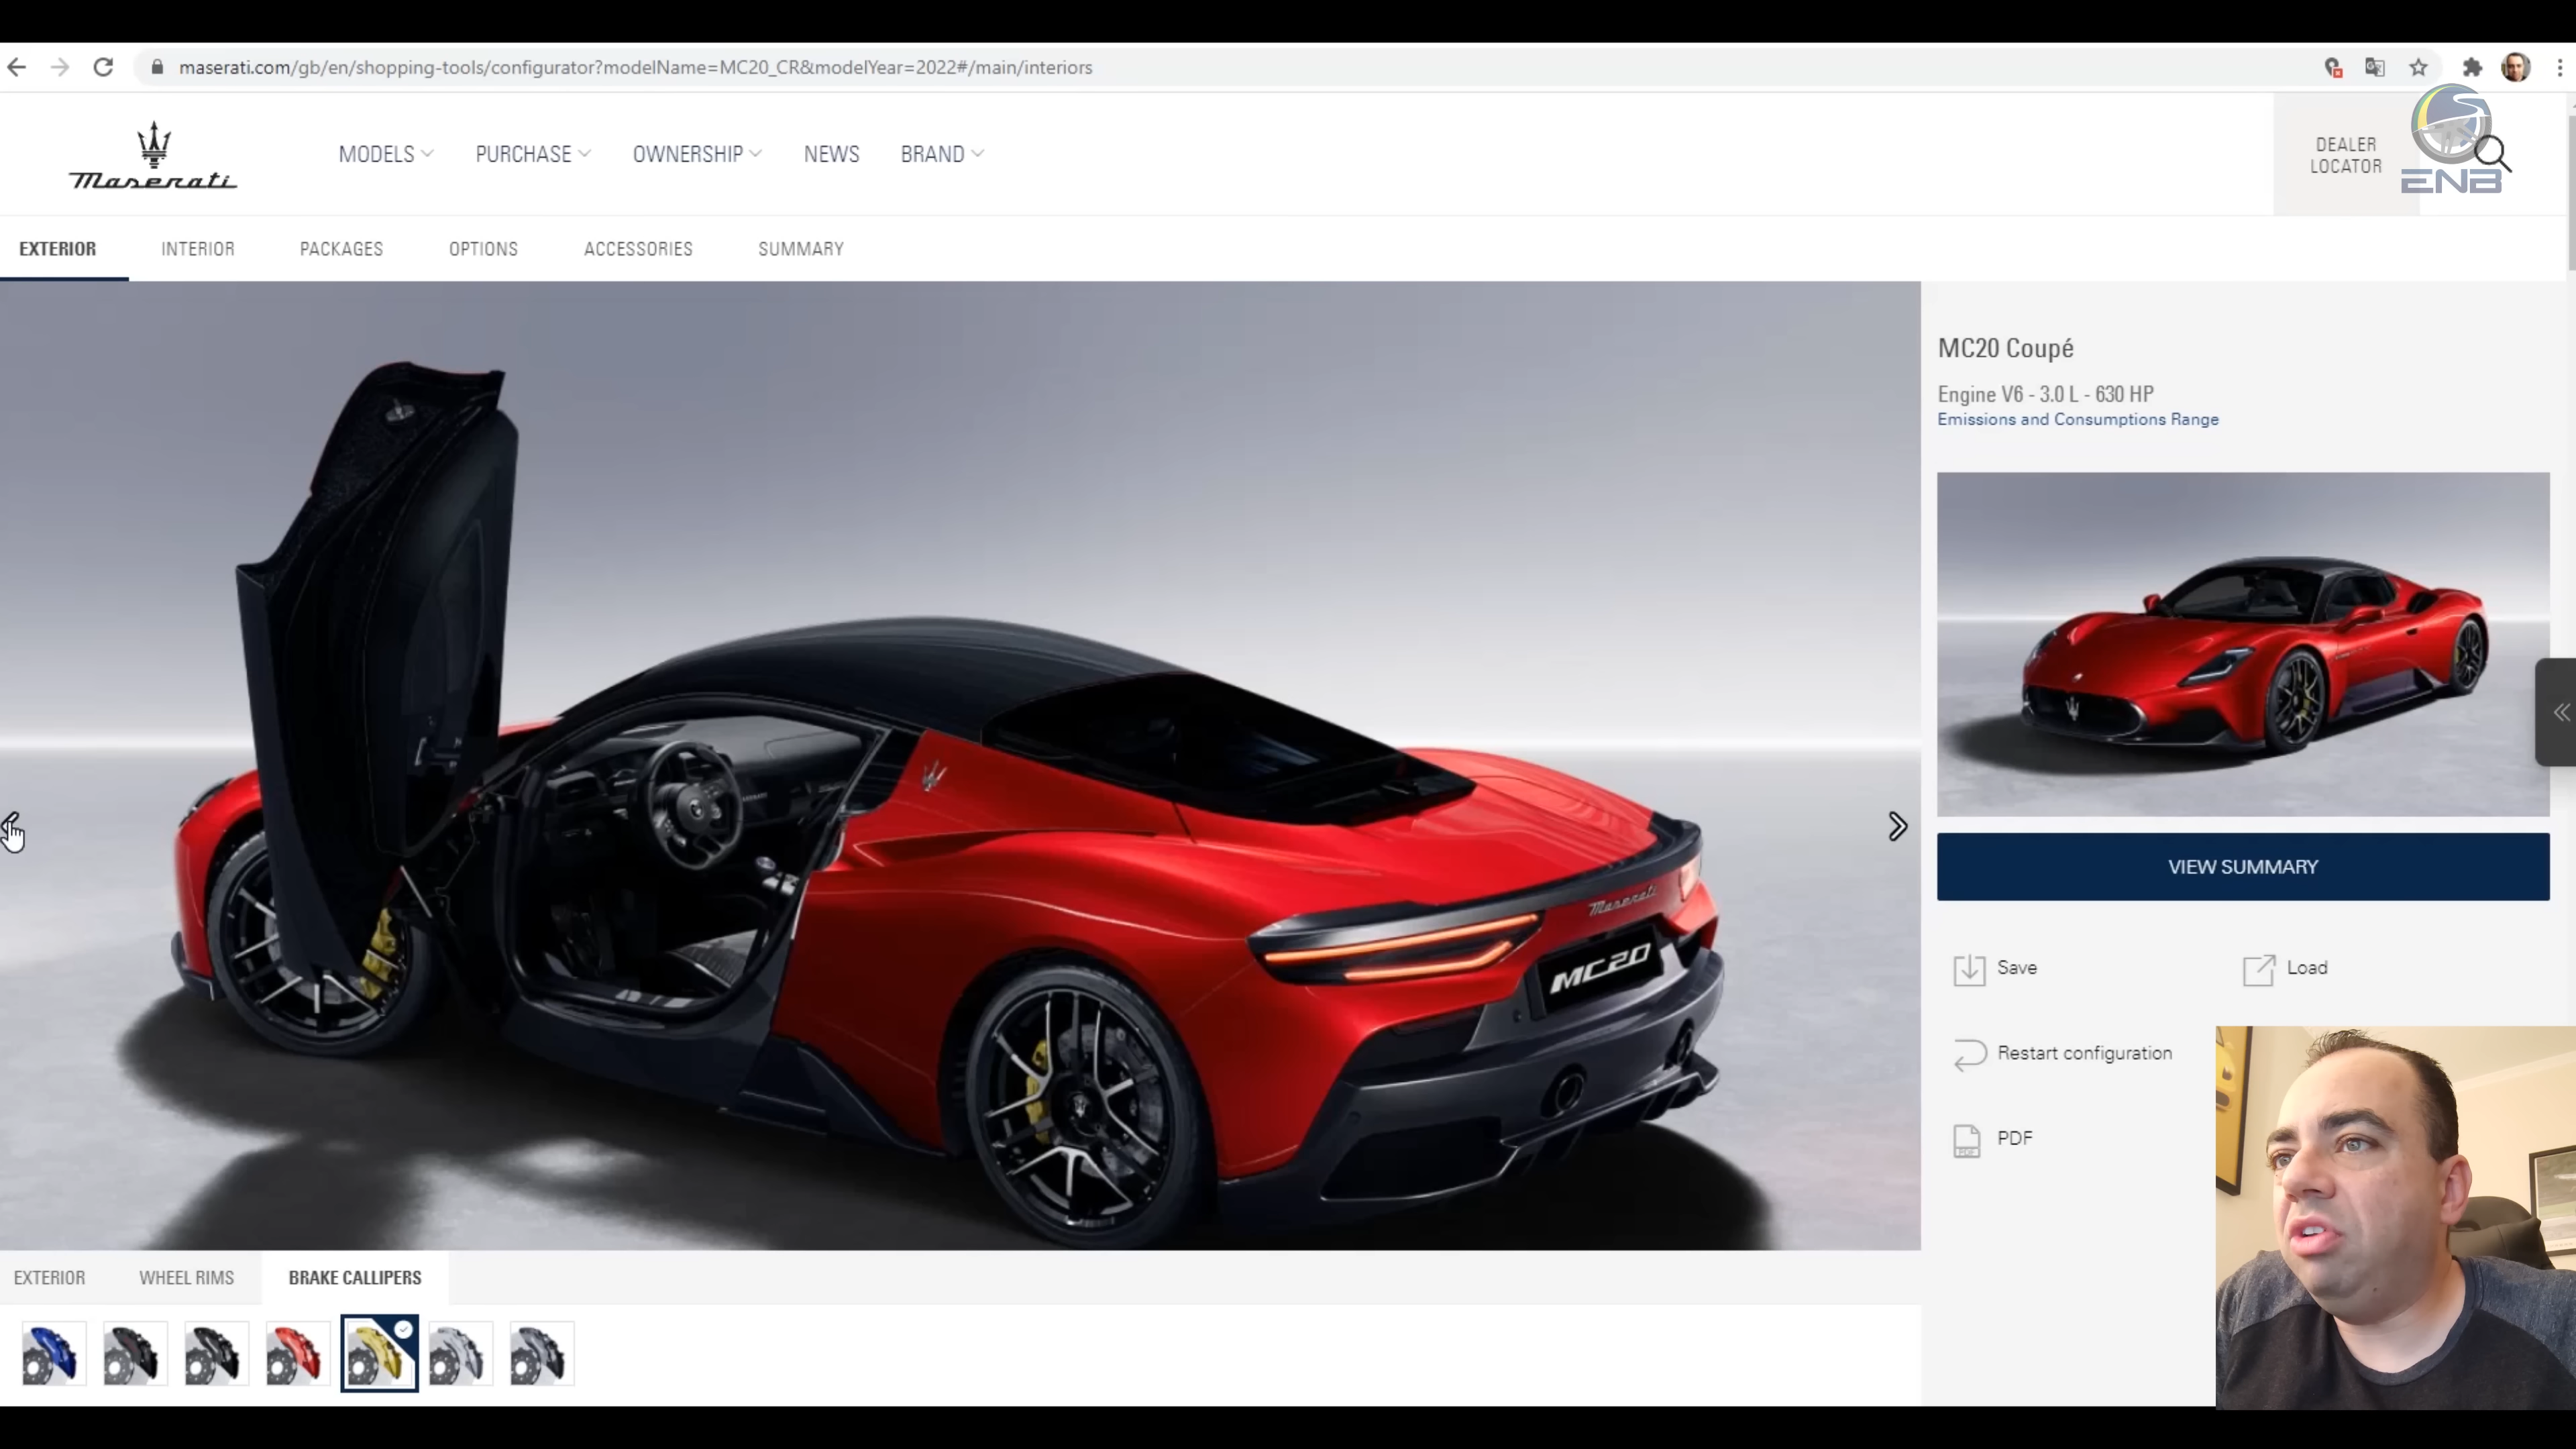 maserati.com/gb/en/shopping-tools/configurator?modelName=MC20_CR&modelYear=2022#/main/interiors
Maserati
MODELS
PURCHASE
OWNERSHIP
NEWS
BRAND
DEALER
LOCATOR
ENB
EXTERIOR
INTERIOR
PACKAGES
OPTIONS
ACCESSORIES
SUMMARY
Maserati
MC20
MC20 Coupé
Engine V6 - 3.0 L - 630 HP
Emissions and Consumptions Range
VIEW SUMMARY
Save
Load
Restart configuration
PDF
EXTERIOR
WHEEL RIMS
BRAKE CALLIPERS